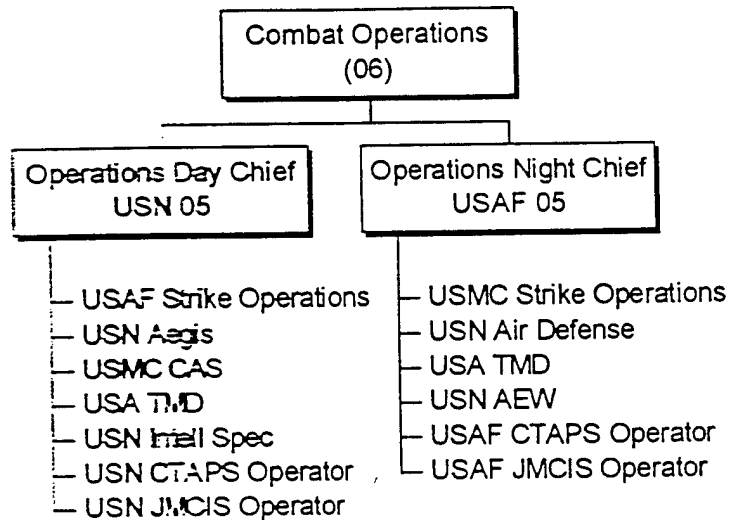 Combat Operations
(06)
Operations Day Chief
USN 05
Operations Night Chief
USAF 05
USAF Strike Operations
USN Aegis
USMC CAS
USA TMD
USN Intell Spec
USN CTAPS Operator
USN JMCIS Operator
USMC Strike Operations
USN Air Defense
USA TMD
USN AEW
USAF CTAPS Operator
USAF JMCIS Operator